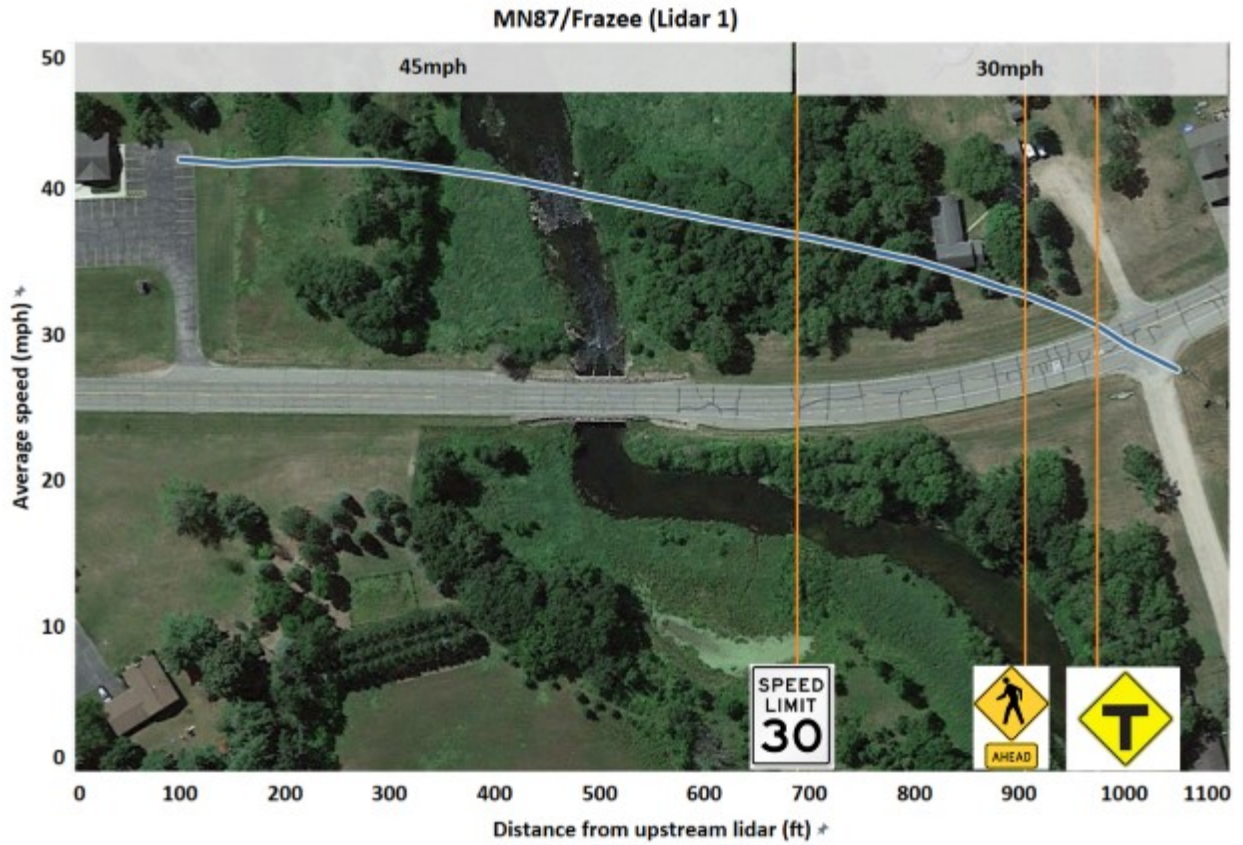 MN87/Frazee (Lidar 1)
45mph
30mph
50
40
30
20
10
0
Average speed (mph)
SPEED
LIMIT
30
AHEAD
T
0 100 200 300 400 500 600 700 800 900 1000 1100
Distance from upstream lidar (ft)